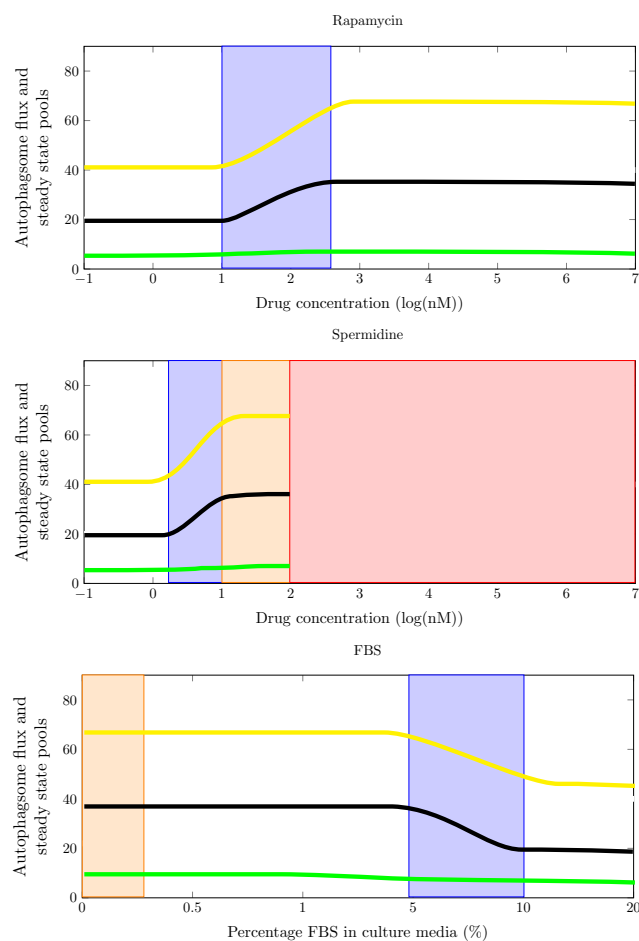 Rapamycin
Autophagsome flux and
steady state pools
80
60
40
20
0
−1 0 1 2 3 4 5 6 7
Drug concentration (log(nM))
Spermidine
Autophagsome flux and
steady state pools
80
60
40
20
0
−1 0 1 2 3 4 5 6 7
Drug concentration (log(nM))
FBS
Autophagsome flux and
steady state pools
80
60
40
20
0
0 0.5 1 5 10 20
Percentage FBS in culture media (%)